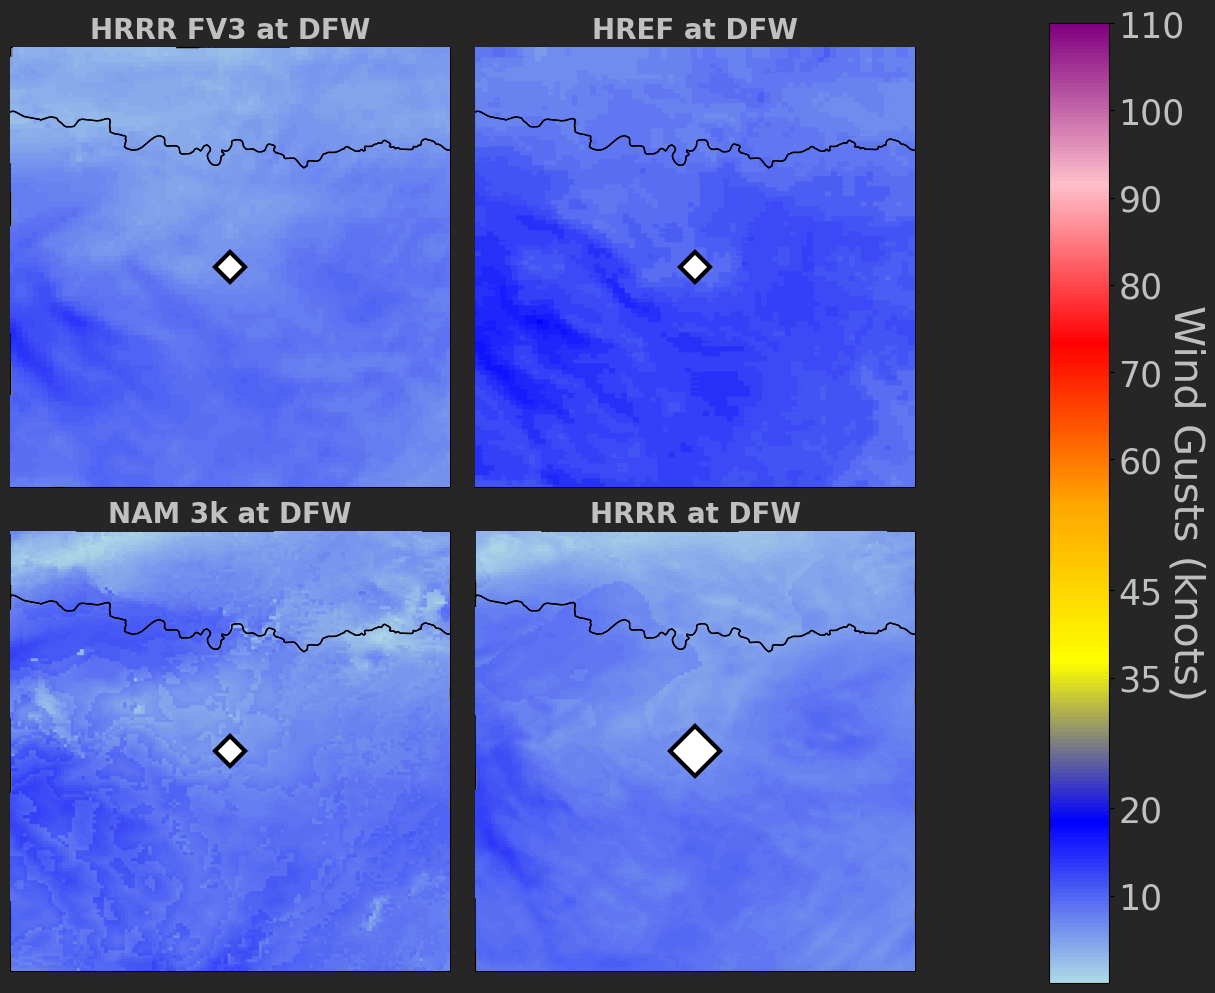 HRRR FV3 at DFW
HREF at DFW
NAM 3k at DFW
HRRR at DFW
110
100
90
80
70
60
45
35
20
10
Wind Gusts (knots)